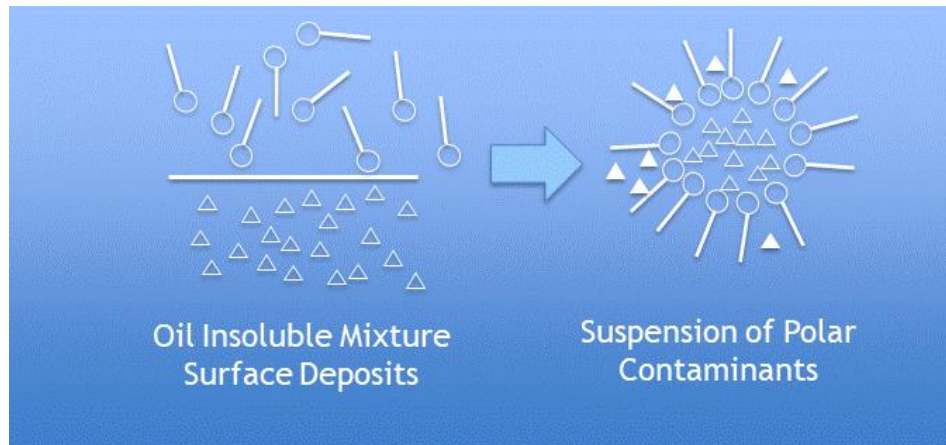 Oil Insoluble Mixture
Surface Deposits
Suspension of Polar
Contaminants